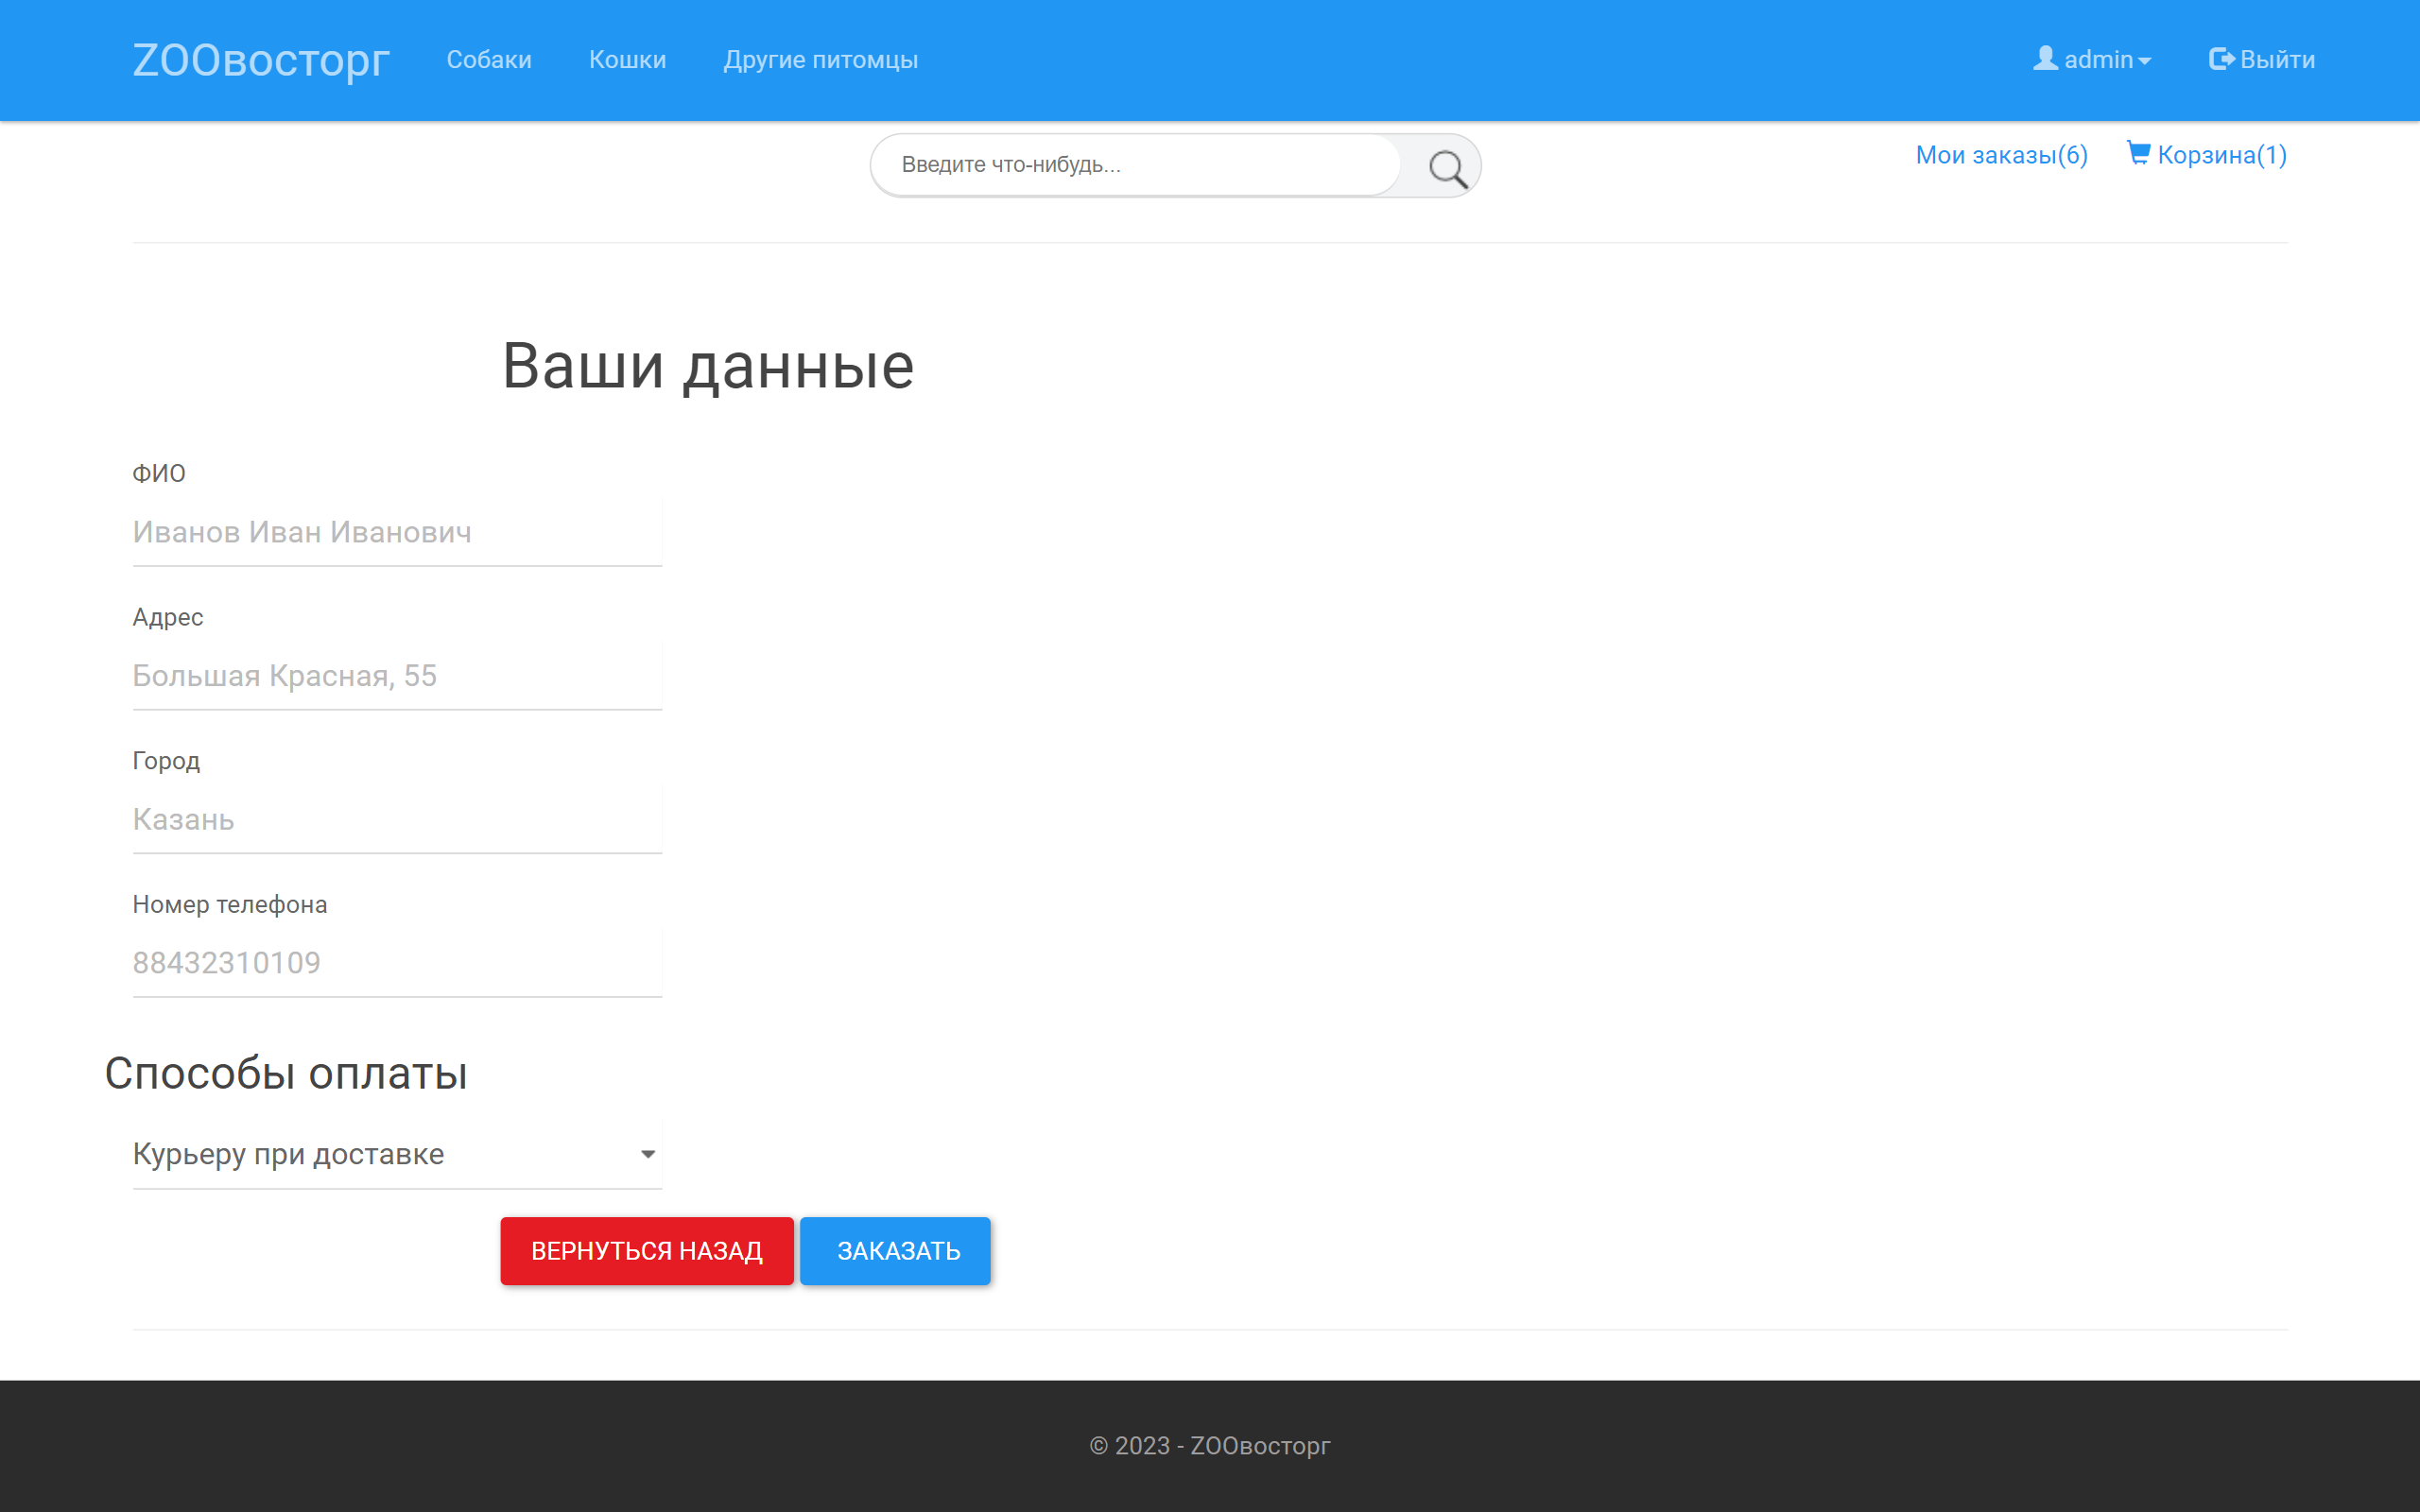 ZOOвосторг Собаки Кошки Другие питомцы admin Выйти
Введите что-нибудь... Мои заказы(6) Корзина(1)
Ваши данные
ФИО
Иванов Иван Иванович
Адрес
Большая Красная, 55
Город
Казань
Номер телефона
88432310109
Способы оплаты
Курьеру при доставке
ВЕРНУТЬСЯ НАЗАД ЗАКАЗАТЬ
© 2023 - ZOOвосторг